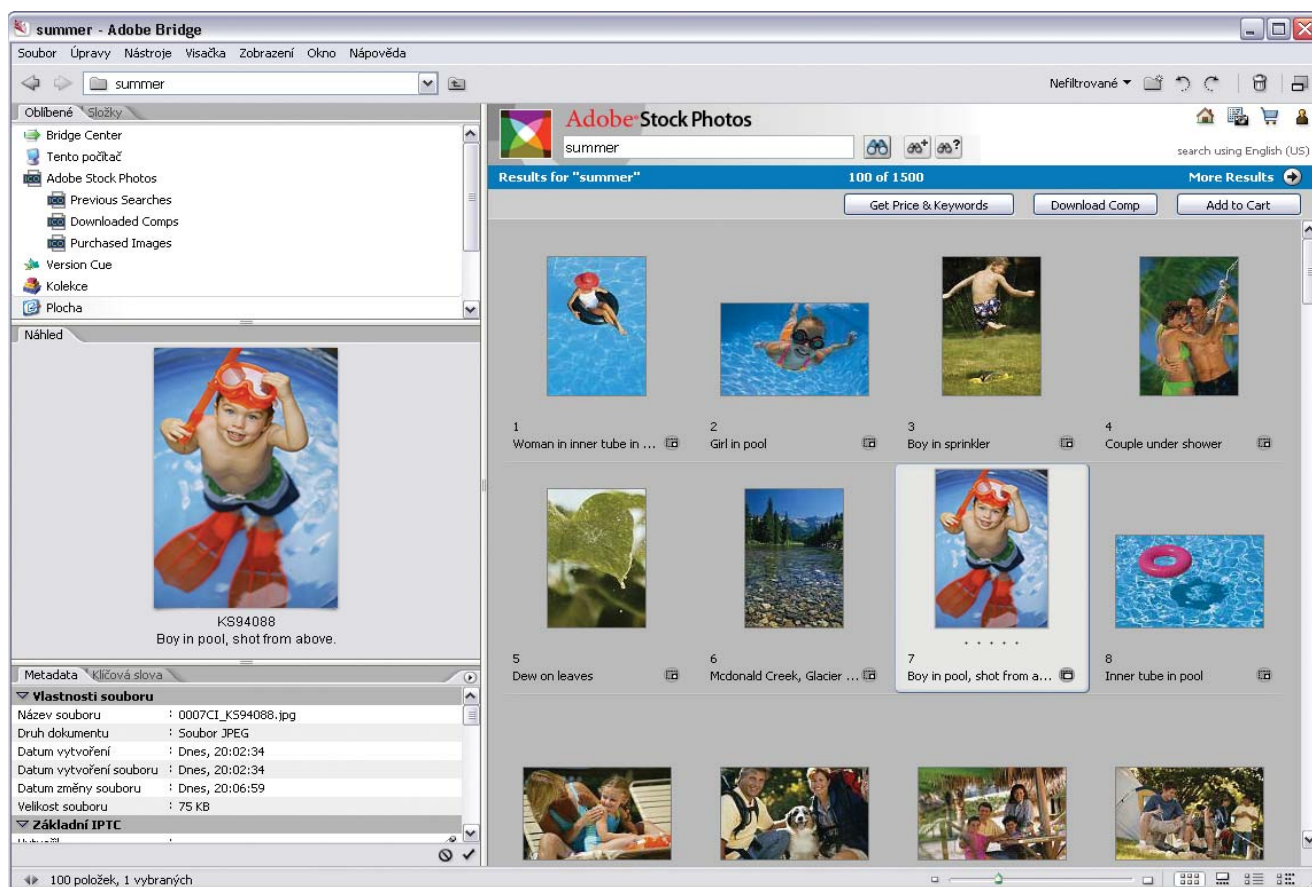 summer - Adobe Bridge
Soubor Úpravy Nástroje Visačka Zobrazení Okno Nápověda
summer
Nefiltrované
Oblíbené Složky
Bridge Center
Tento počítač
Adobe Stock Photos
Previous Searches
Downloaded Comps
Purchased Images
Version Cue
Kolekce
Plocha
Náhled
KS94088
Boy in pool, shot from above.
Metadata Klíčová slova
Vlastnosti souboru
Název souboru : 0007CI_KS94088.jpg
Druh dokumentu : Soubor JPEG
Datum vytvoření : Dnes, 20:02:34
Datum vytvoření souboru : Dnes, 20:02:34
Datum změny souboru : Dnes, 20:06:59
Velikost souboru : 75 KB
Základní IPTC
Adobe Stock Photos
summer
search using English (US)
Results for "summer" 100 of 1500 More Results
Get Price & Keywords Download Comp Add to Cart
1 2 3 4
Woman in inner tube in ... Girl in pool Boy in sprinkler Couple under shower
5 6 7 8
Dew on leaves Mcdonald Creek, Glacier ... Boy in pool, shot from a... Inner tube in pool
100 položek, 1 vybraných